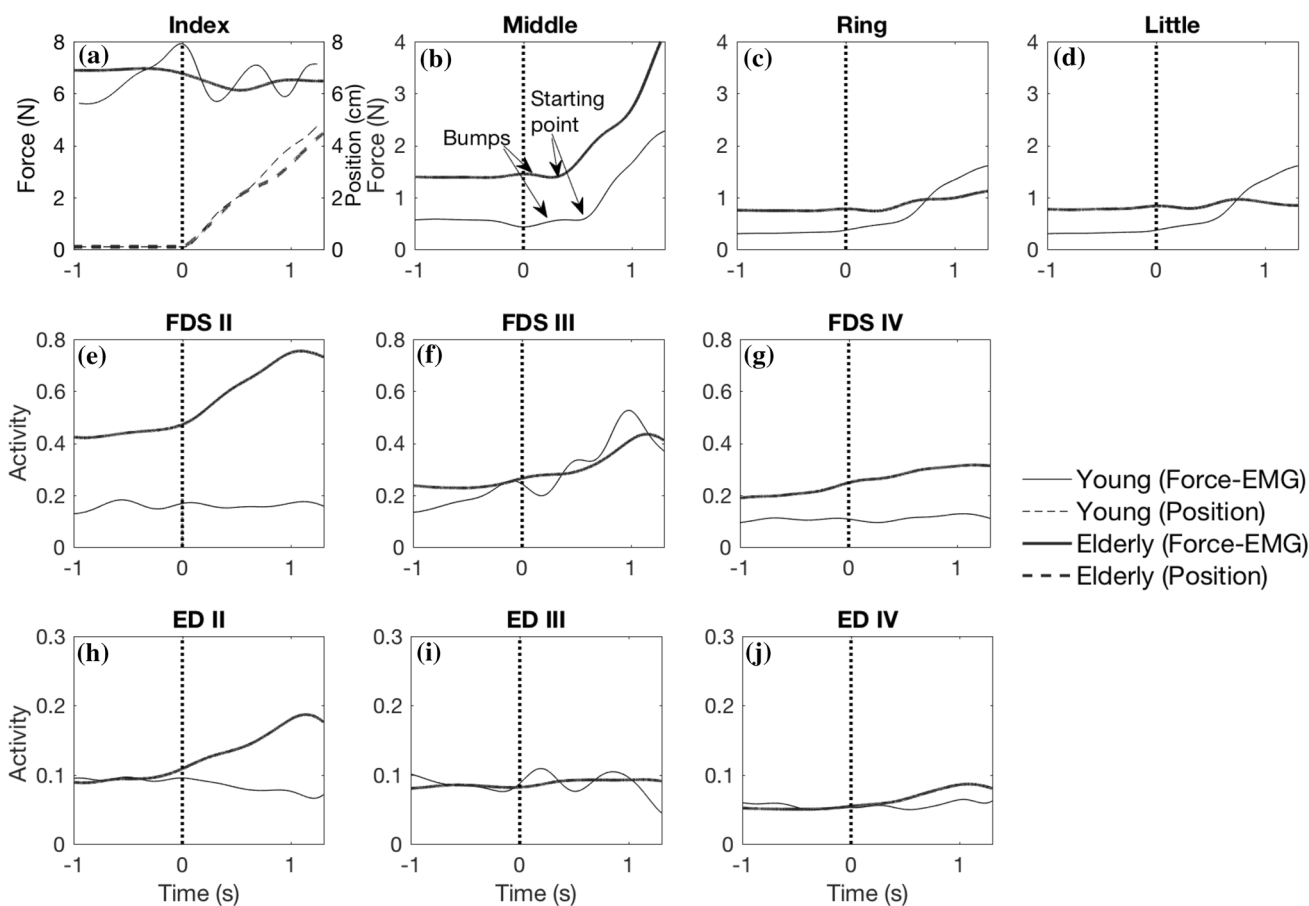 Index
Middle
Ring
Little
(a)
(b)
(c)
(d)
Force (N)
Position (cm)
Force (N)
8
6
4
2
0
8
6
4
2
0
4
3
2
1
0
4
3
2
1
0
4
3
2
1
0
Starting
point
Bumps
-1 0 1
-1 0 1
-1 0 1
-1 0 1
FDS II
FDS III
FDS IV
(e)
(f)
(g)
Activity
0.8
0.6
0.4
0.2
0
0.8
0.6
0.4
0.2
0
0.8
0.6
0.4
0.2
0
-1 0 1
-1 0 1
-1 0 1
Young (Force-EMG)
Young (Position)
Elderly (Force-EMG)
Elderly (Position)
ED II
ED III
ED IV
(h)
(i)
(j)
Activity
0.3
0.2
0.1
0
0.3
0.2
0.1
0
0.3
0.2
0.1
0
-1 0 1
-1 0 1
-1 0 1
Time (s)
Time (s)
Time (s)